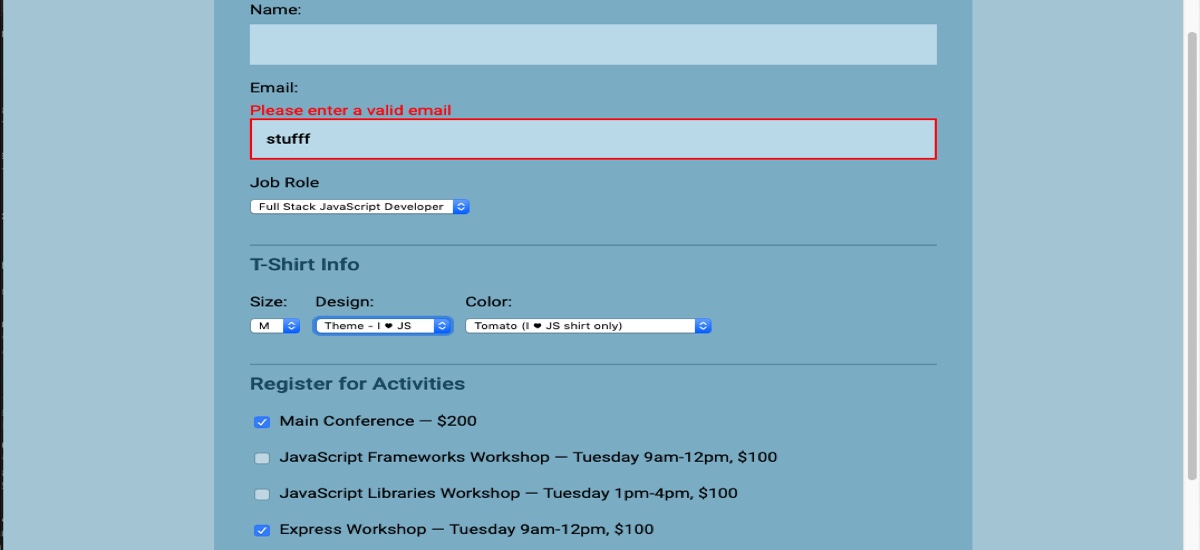 Name:
Email:
Please enter a valid email
stufff
Job Role
Full Stack JavaScript Developer
T-Shirt Info
Size: Design: Color:
M Theme - I ❤ JS Tomato (I ❤ JS shirt only)
Register for Activities
Main Conference — $200
JavaScript Frameworks Workshop — Tuesday 9am-12pm, $100
JavaScript Libraries Workshop — Tuesday 1pm-4pm, $100
Express Workshop — Tuesday 9am-12pm, $100